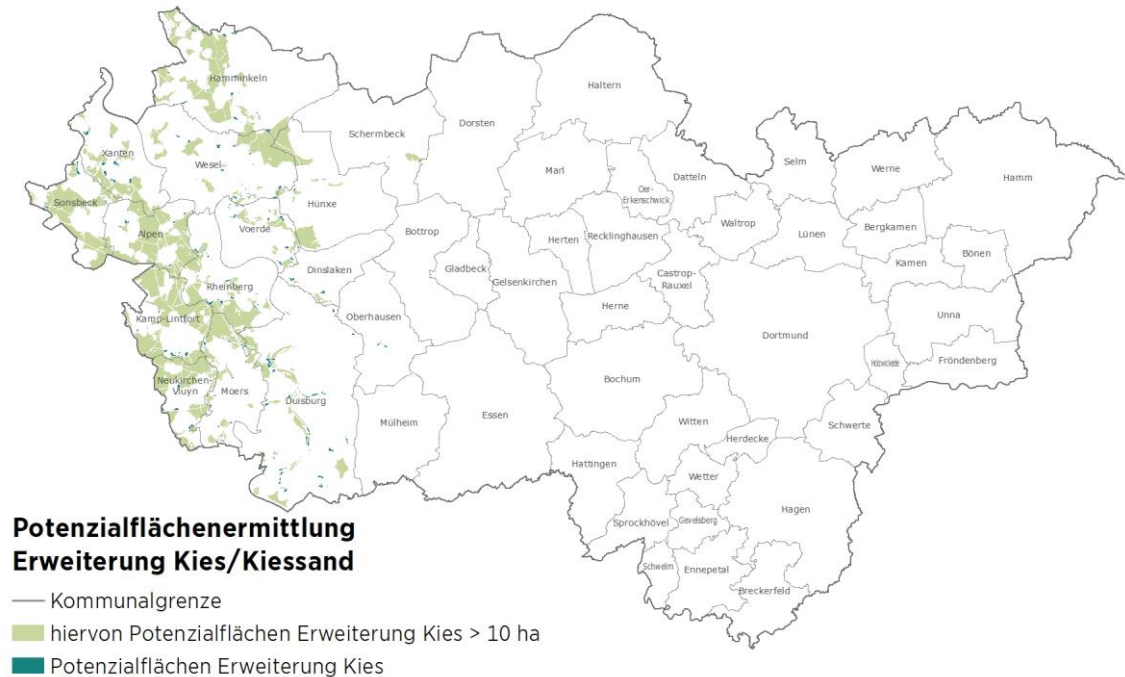 Hamminkeln
Haltern
Schermbeck
Dorsten
Xanten
Wesel
Selm
Werne
Marl
Datteln
Hamm
Oer-
Erkenschwick
Sonsbeck
Hünxe
Alpen
Voerde
Waltrop
Lünen
Bergkamen
Bottrop
Herten
Recklinghausen
Bönen
Kamen
Dinslaken
Gladbeck
Gelsenkirchen
Castrop-
Rauxel
Rheinberg
Herne
Unna
Kamp-Lintfort
Oberhausen
Dortmund
Holzwickede
Fröndenberg
Neukirchen-
Vluyn
Moers
Bochum
Duisburg
Mülheim
Essen
Witten
Schwerte
Herdecke
Hattingen
Wetter
Hagen
Sprockhövel
Gevelsberg
Schwelm
Ennepetal
Breckerfeld
Potenzialflächenermittlung
Erweiterung Kies/Kiessand
Kommunalgrenze
hiervon Potenzialflächen Erweiterung Kies > 10 ha
Potenzialflächen Erweiterung Kies